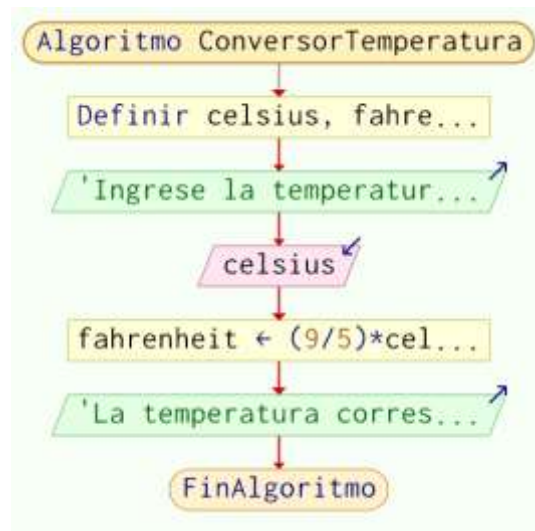 Algoritmo ConversorTemperatura
Definir celsius, fahre...
'Ingrese la temperatur...
celsius
fahrenheit ← (9/5)*cel...
'La temperatura corres...
FinAlgoritmo